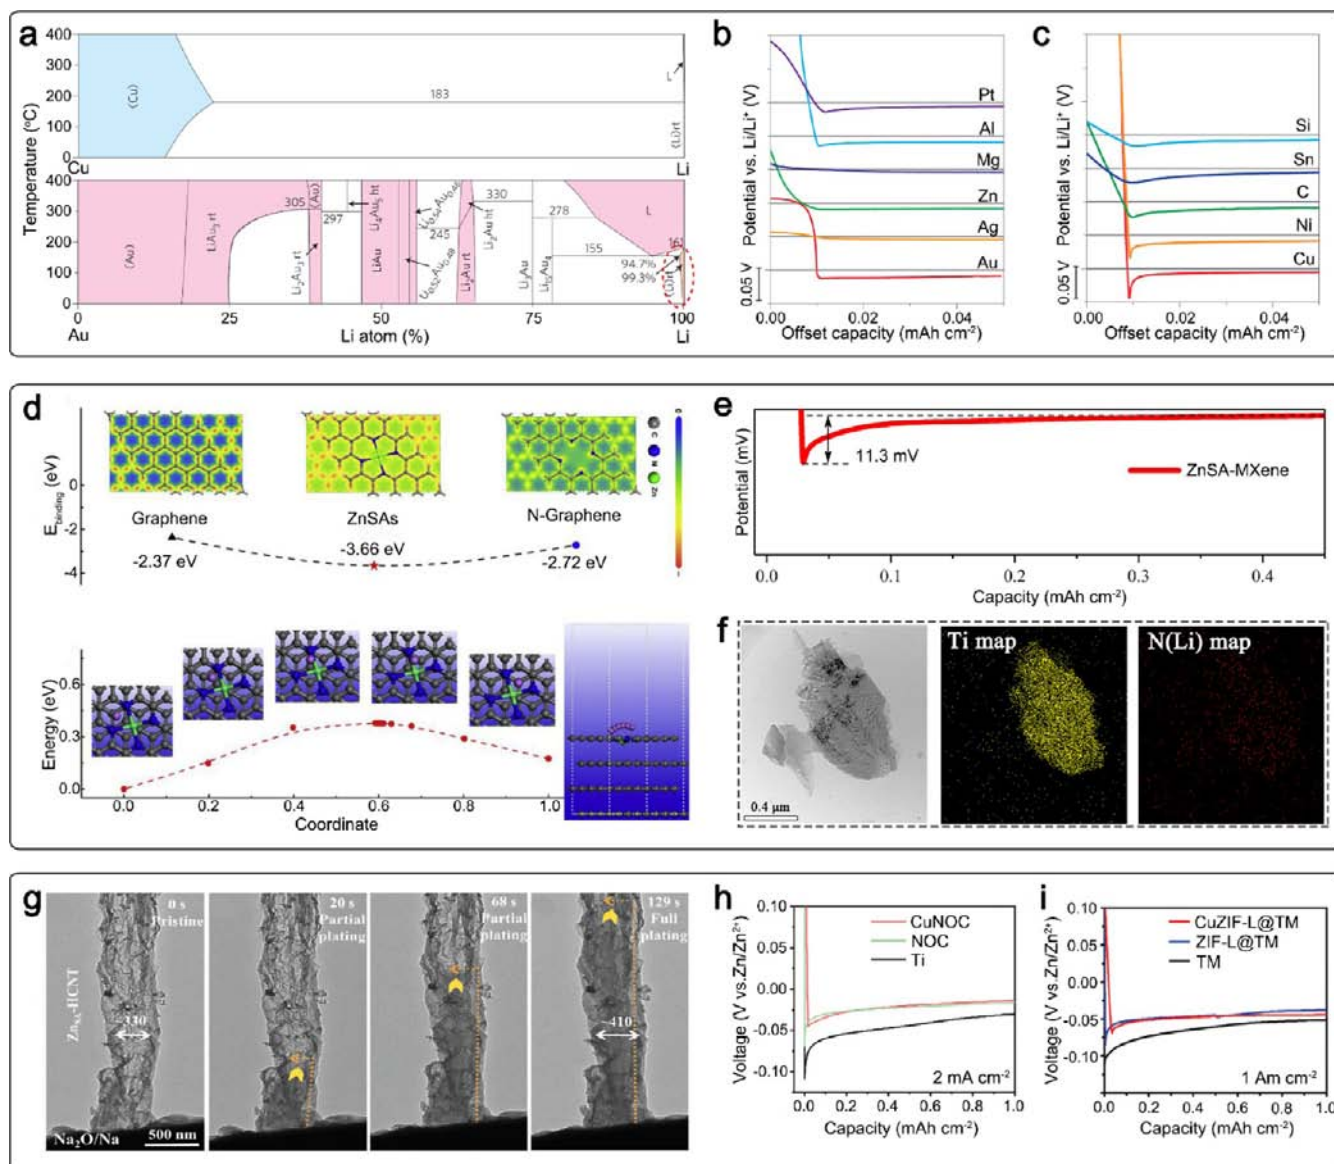 a
Temperature (°C)
400
300
200
100
0
(Cu)
183
L
(Li)rt
Cu
Li
Temperature (°C)
400
300
200
100
0
(Au)
LiAu₃ rt
305
(Au)
297
Li₄Au₅ ht
LiAu
245
Li₂Au ht
330
278
L
155
94.7%
99.3%
(Li)rt
Li₃Au
Li₁₅Au₄
0
25
50
75
100
Au
Li atom (%)
Li
b
Potential vs. Li/Li⁺ (V)
Pt
Al
Mg
Zn
Ag
Au
0.05 V
0.00
0.02
0.04
Offset capacity (mAh cm⁻²)
c
Potential vs. Li/Li⁺ (V)
Si
Sn
C
Ni
Cu
0.05 V
0.00
0.02
0.04
Offset capacity (mAh cm⁻²)
d
E binding (eV)
0
-2
-4
C
N
Zn
Graphene
ZnSAs
N-Graphene
-2.37 eV
-3.66 eV
-2.72 eV
Energy (eV)
0.6
0.3
0.0
0.0
0.2
0.4
0.6
0.8
1.0
Coordinate
e
Potential (mV)
11.3 mV
ZnSA-MXene
0.0
0.1
0.2
0.3
0.4
Capacity (mAh cm⁻²)
f
0.4 μm
Ti map
N(Li) map
g
0 s
Pristine
20 s
Partial
plating
68 s
Partial
plating
129 s
Full
plating
~330
~410
Na₂O/Na
500 nm
h
Voltage (V vs.Zn/Zn²⁺)
0.10
0.05
0.00
-0.05
-0.10
CuNOC
NOC
Ti
2 mA cm⁻²
0.0
0.2
0.4
0.6
0.8
1.0
Capacity (mAh cm⁻²)
i
Voltage (V vs.Zn/Zn²⁺)
0.10
0.05
0.00
-0.05
-0.10
CuZIF-L@TM
ZIF-L@TM
TM
1 Am cm⁻²
0.0
0.2
0.4
0.6
0.8
1.0
Capacity (mAh cm⁻²)